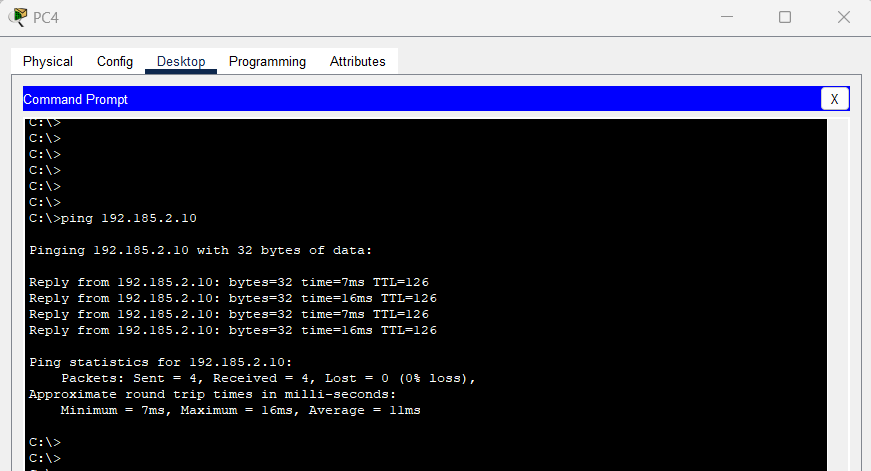 PC4
Physical Config Desktop Programming Attributes
Command Prompt X
C:\>
C:\>
C:\>
C:\>
C:\>
C:\>
C:\>ping 192.185.2.10
Pinging 192.185.2.10 with 32 bytes of data:
Reply from 192.185.2.10: bytes=32 time=7ms TTL=126
Reply from 192.185.2.10: bytes=32 time=16ms TTL=126
Reply from 192.185.2.10: bytes=32 time=7ms TTL=126
Reply from 192.185.2.10: bytes=32 time=16ms TTL=126
Ping statistics for 192.185.2.10:
    Packets: Sent = 4, Received = 4, Lost = 0 (0% loss),
Approximate round trip times in milli-seconds:
    Minimum = 7ms, Maximum = 16ms, Average = 11ms
C:\>
C:\>